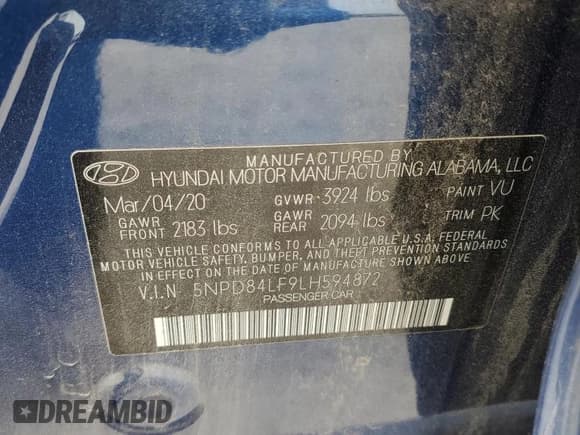 MANUFACTURED BY
HYUNDAI MOTOR MANUFACTURING ALABAMA, LLC
Mar/04/20 GVWR 3924 lbs PAINT VU
GAWR FRONT 2183 lbs GAWR REAR 2094 lbs TRIM PK
THIS VEHICLE CONFORMS TO ALL APPLICABLE U.S.A. FEDERAL
MOTOR VEHICLE SAFETY, BUMPER, AND THEFT PREVENTION STANDARDS
IN EFFECT ON THE DATE OF MANUFACTURE SHOWN ABOVE.
V.I.N 5NPD84LF9LH594872
PASSENGER CAR
DREAMBID